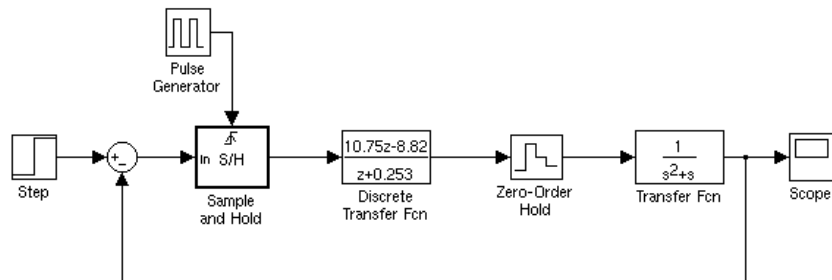 Pulse
Generator
10.75z-8.82
z+0.253
1
s2+s
+
-
In S/H
Step
Sample
and Hold
Discrete
Transfer Fcn
Zero-Order
Hold
Transfer Fcn
Scope